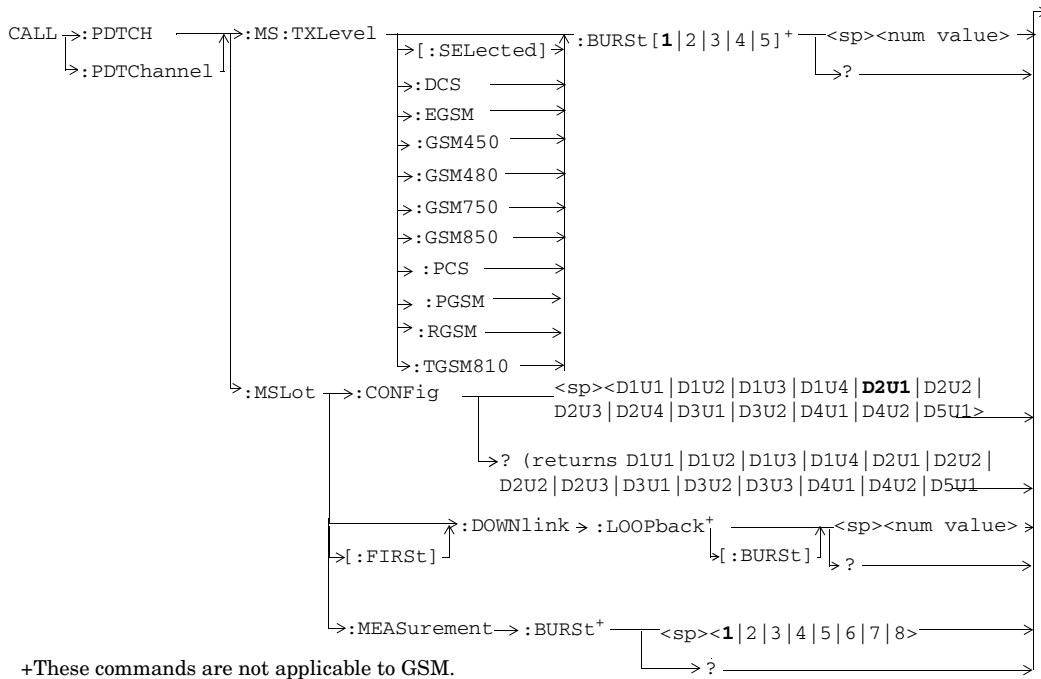 CALL :PDTCH :MS:TXLevel :BURSt[1|2|3|4|5]+ <sp><num value>
:PDTChannel [:SELected] ?
:DCS
:EGSM
:GSM450
:GSM480
:GSM750
:GSM850
:PCS
:PGSM
:RGSM
:TGSM810
:MSLot :CONFig <sp><D1U1|D1U2|D1U3|D1U4|D2U1|D2U2|
D2U3|D2U4|D3U1|D3U2|D4U1|D4U2|D5U1>
? (returns D1U1|D1U2|D1U3|D1U4|D2U1|D2U2|
D2U2|D2U3|D3U1|D3U2|D3U3|D4U1|D4U2|D5U1
:DOWNlink :LOOPback+ <sp><num value>
[:FIRSt] [:BURSt] ?
:MEASurement :BURSt+ <sp><1|2|3|4|5|6|7|8>
?
+These commands are not applicable to GSM.